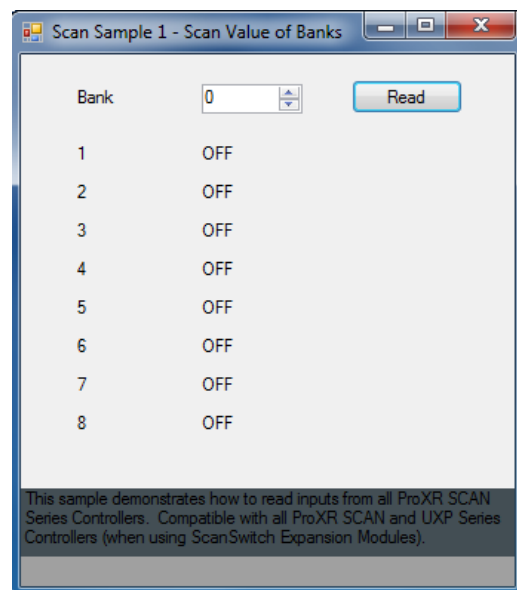 Scan Sample 1 - Scan Value of Banks
Bank 0 Read
1 OFF
2 OFF
3 OFF
4 OFF
5 OFF
6 OFF
7 OFF
8 OFF
This sample demonstrates how to read inputs from all ProXR SCAN
Series Controllers. Compatible with all ProXR SCAN and UXP Series
Controllers (when using ScanSwitch Expansion Modules).